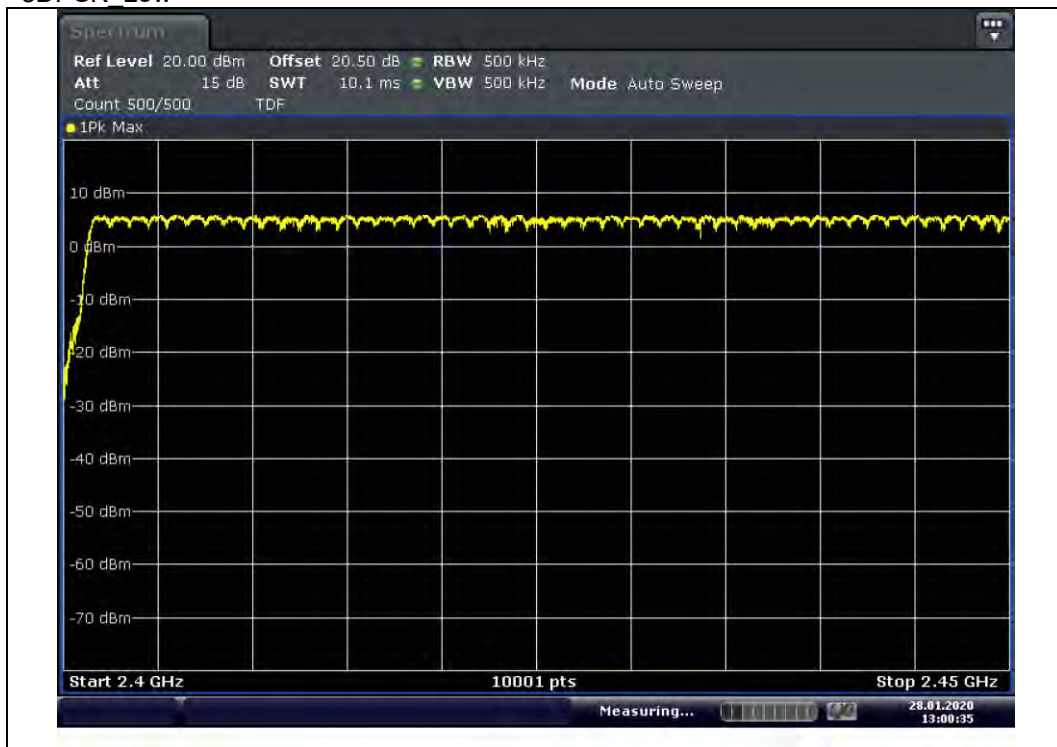 Spectrum
Ref Level 20.00 dBm Offset 20.50 dB RBW 500 kHz
Att 15 dB SWT 10.1 ms VBW 500 kHz Mode Auto Sweep
Count 500/500 TDF
1Pk Max
10 dBm
0 dBm
-10 dBm
-20 dBm
-30 dBm
-40 dBm
-50 dBm
-60 dBm
-70 dBm
Start 2.4 GHz 10001 pts Stop 2.45 GHz
Measuring... 28.01.2020
13:00:35